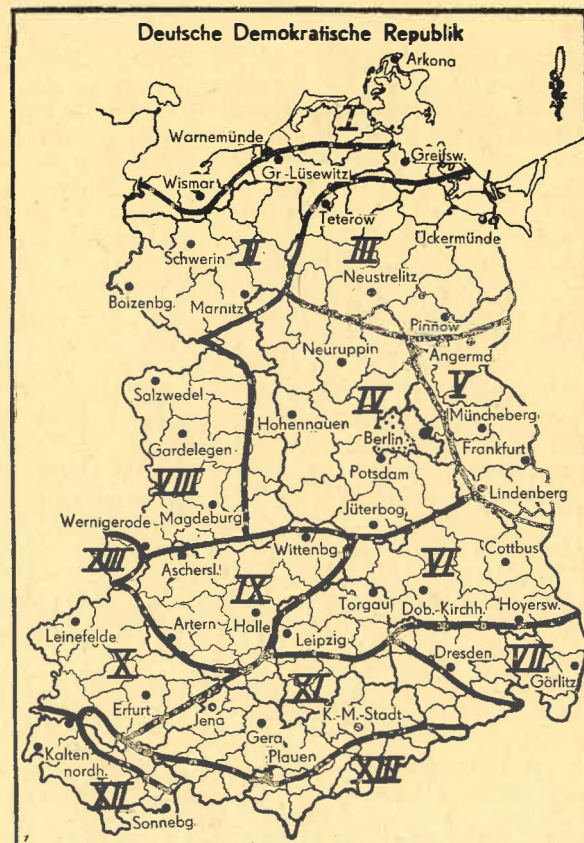 Deutsche Demokratische Republik
Arkona
I
Warnemünde
Greifsw.
Gr-Lüsewitz
Wismar
Teterow
Ückermünde
Schwerin
II
III
Neustrelitz
Boizenbg.
Marnitz
Pinnow
Neuruppin
Angermd
Salzwedel
IV
V
Hohennauen
Müncheberg
Berlin
Gardelegen
Frankfurt
VIII
Potsdam
Lindenberg
Magdeburg
Jüterbog
Wernigerode
XIII
Wittenbg
VI
Cottbus
Aschersl.
IX
Torgau
Dob.-Kirchh.
Hoyersw.
Leinefelde
Artern
Halle
Leipzig
X
Dresden
VII
XI
Görlitz
Erfurt
Jena
K.-M.-Stadt
Gera
Kalten
nordh.
Plauen
XIII
XII
Sonnebg.